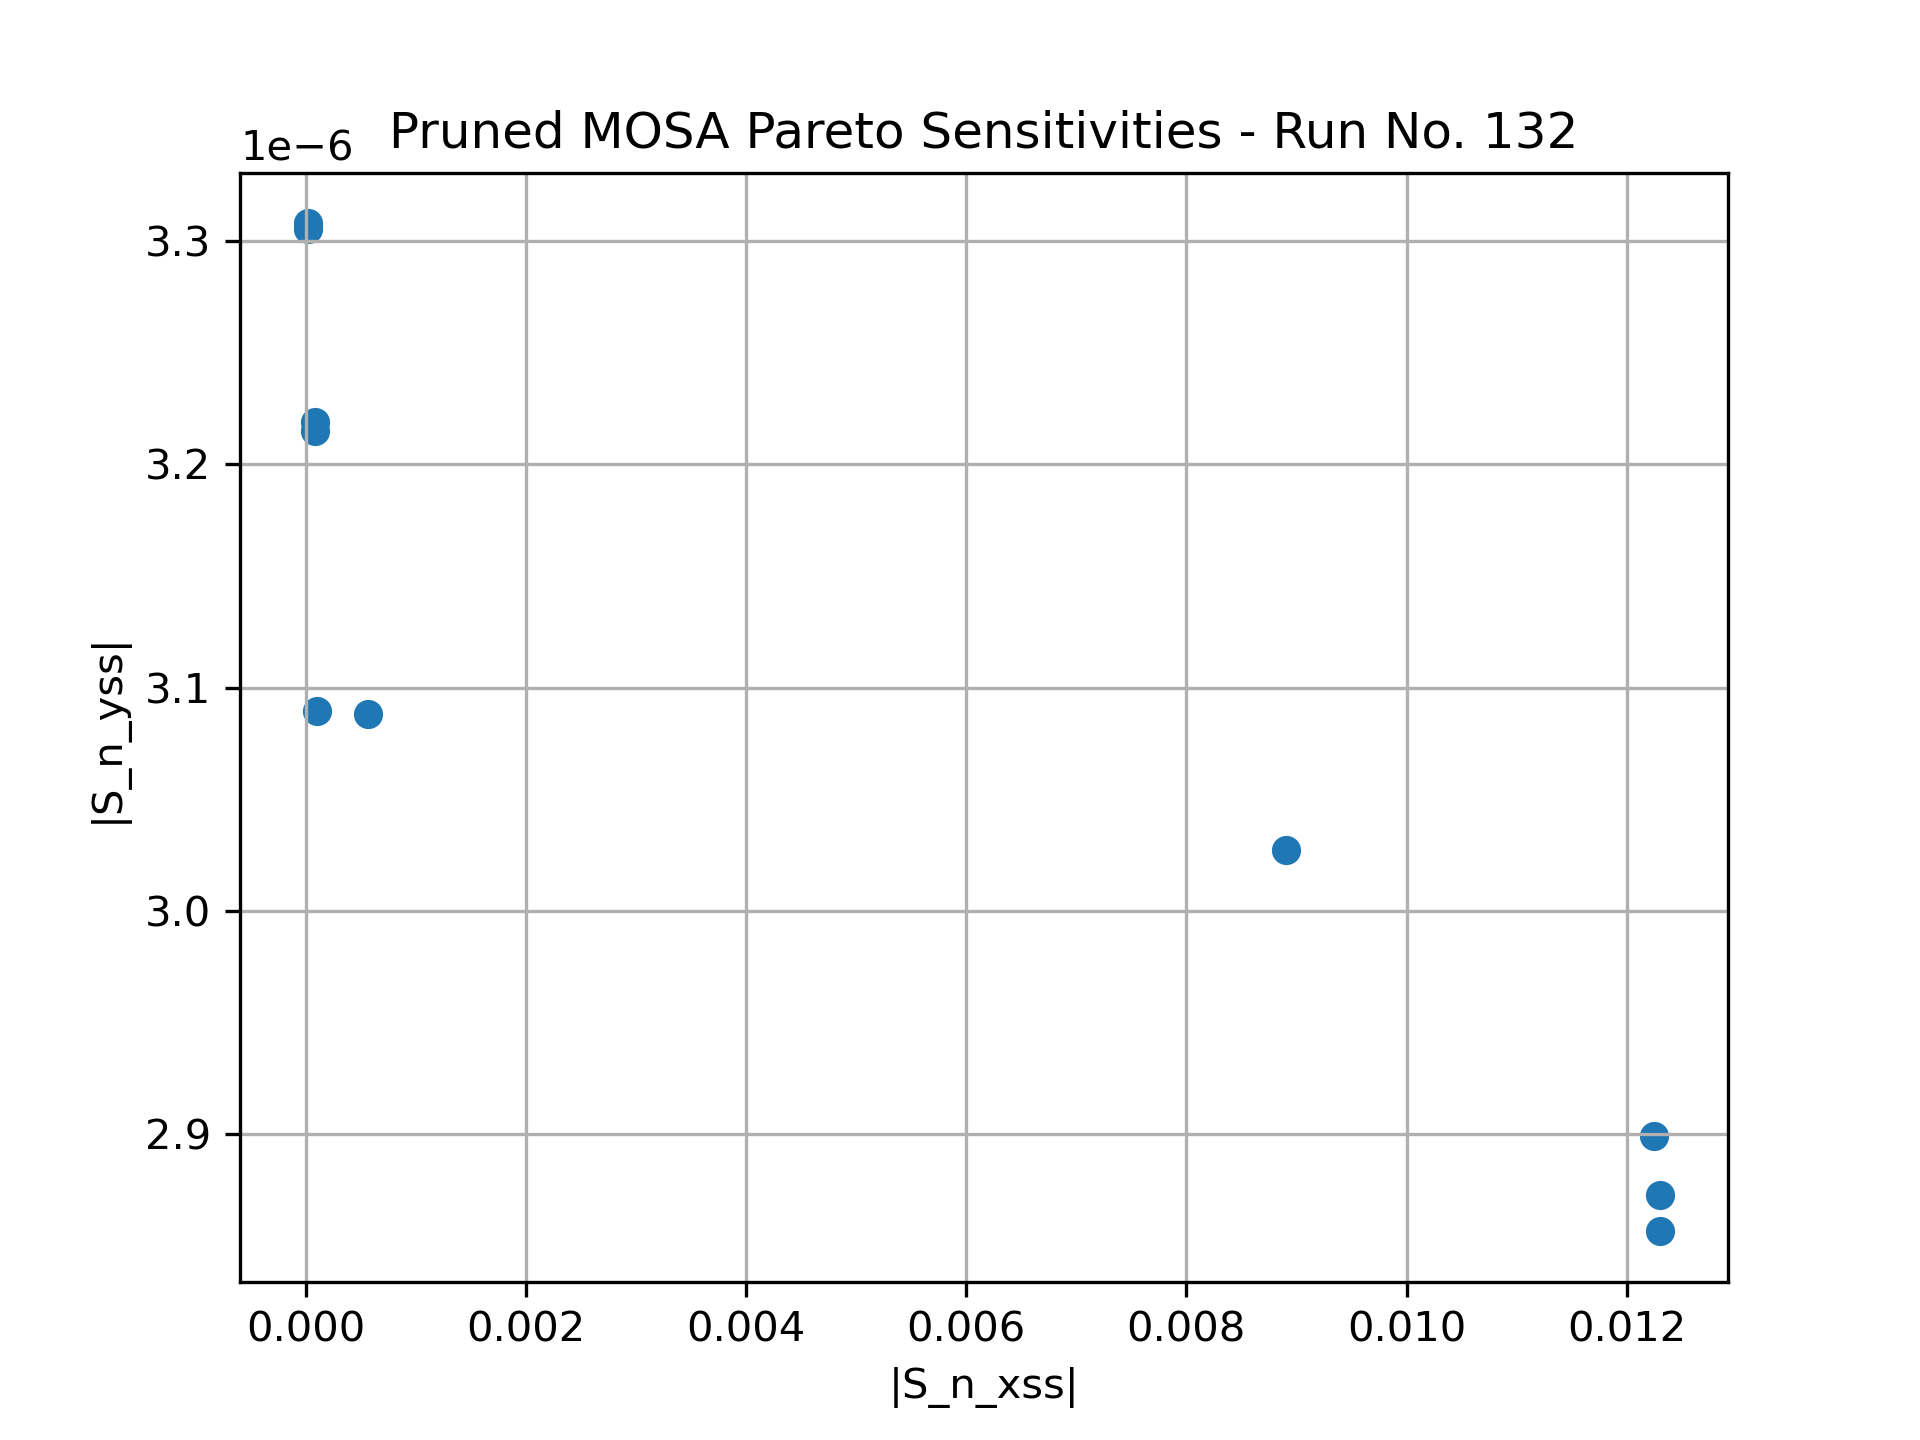 Pruned MOSA Pareto Sensitivities - Run No. 132
1e−6
3.3
3.2
3.1
3.0
2.9
|S_n_yss|
0.000 0.002 0.004 0.006 0.008 0.010 0.012
|S_n_xss|